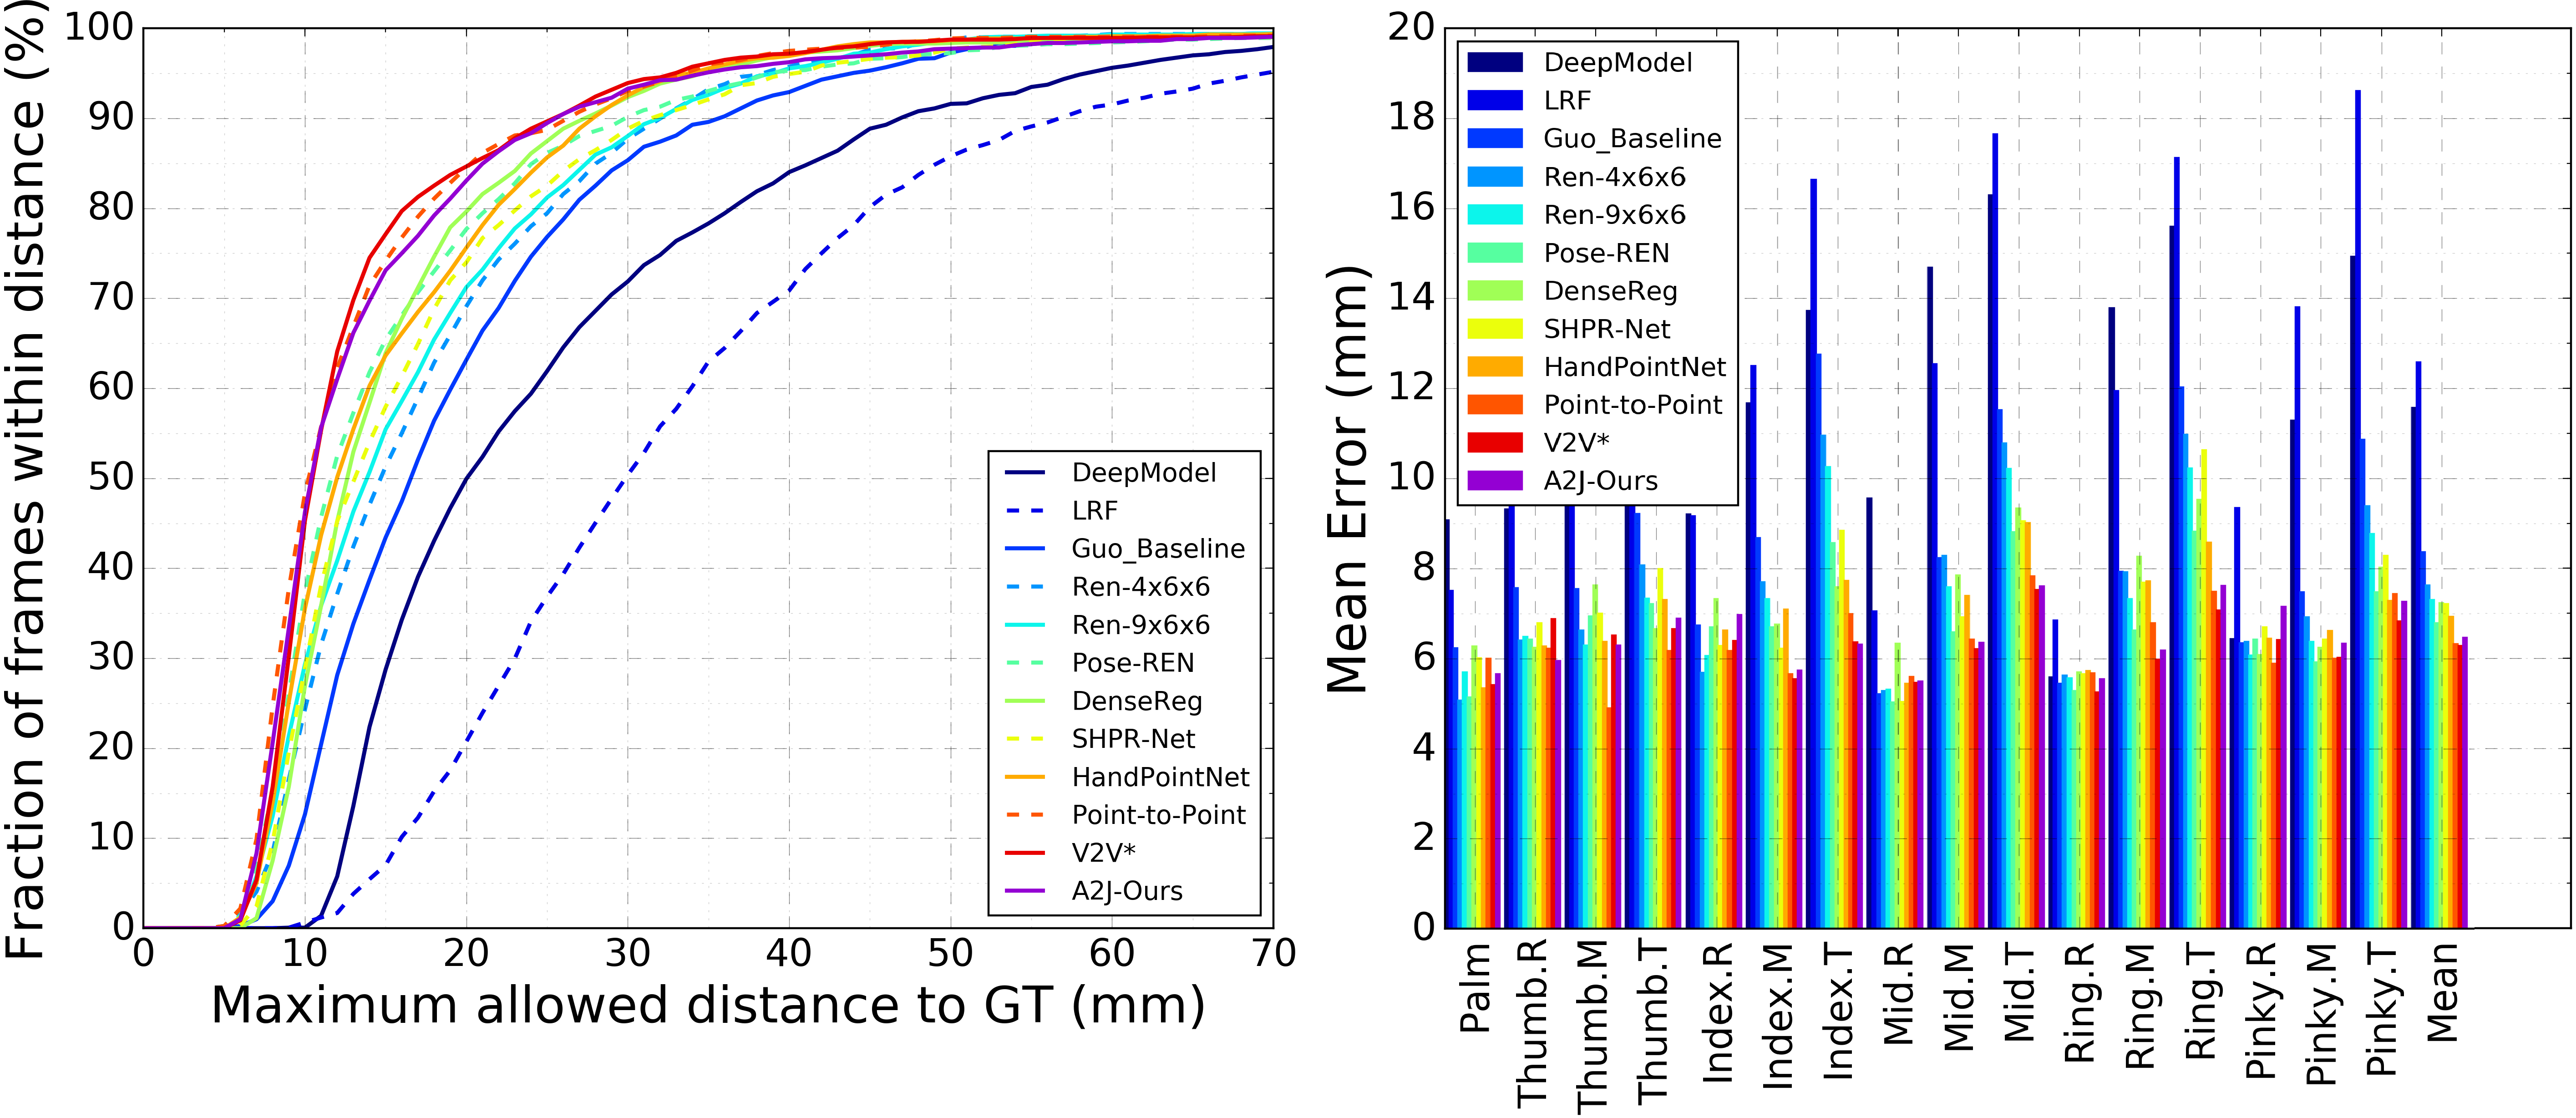 Fraction of frames within distance (%)
100
90
80
70
60
50
40
30
20
10
0
0 10 20 30 40 50 60 70
Maximum allowed distance to GT (mm)
DeepModel
LRF
Guo_Baseline
Ren-4x6x6
Ren-9x6x6
Pose-REN
DenseReg
SHPR-Net
HandPointNet
Point-to-Point
V2V*
A2J-Ours
Mean Error (mm)
20
18
16
14
12
10
8
6
4
2
0
DeepModel
LRF
Guo_Baseline
Ren-4x6x6
Ren-9x6x6
Pose-REN
DenseReg
SHPR-Net
HandPointNet
Point-to-Point
V2V*
A2J-Ours
Palm
Thumb.R
Thumb.M
Thumb.T
Index.R
Index.M
Index.T
Mid.R
Mid.M
Mid.T
Ring.R
Ring.M
Ring.T
Pinky.R
Pinky.M
Pinky.T
Mean